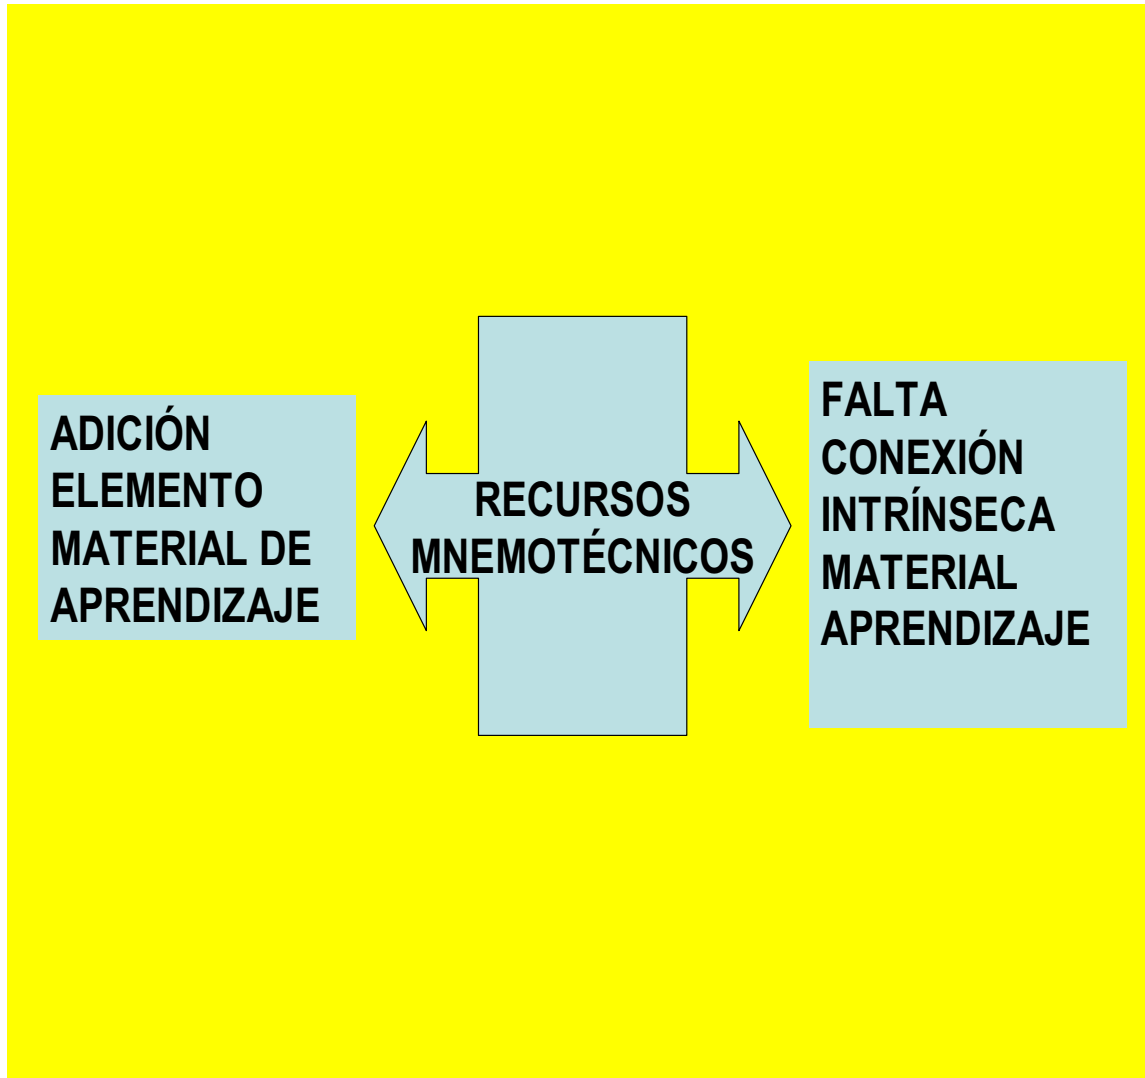 ADICIÓN
ELEMENTO
MATERIAL DE
APRENDIZAJE
RECURSOS
MNEMOTÉCNICOS
FALTA
CONEXIÓN
INTRÍNSECA
MATERIAL
APRENDIZAJE